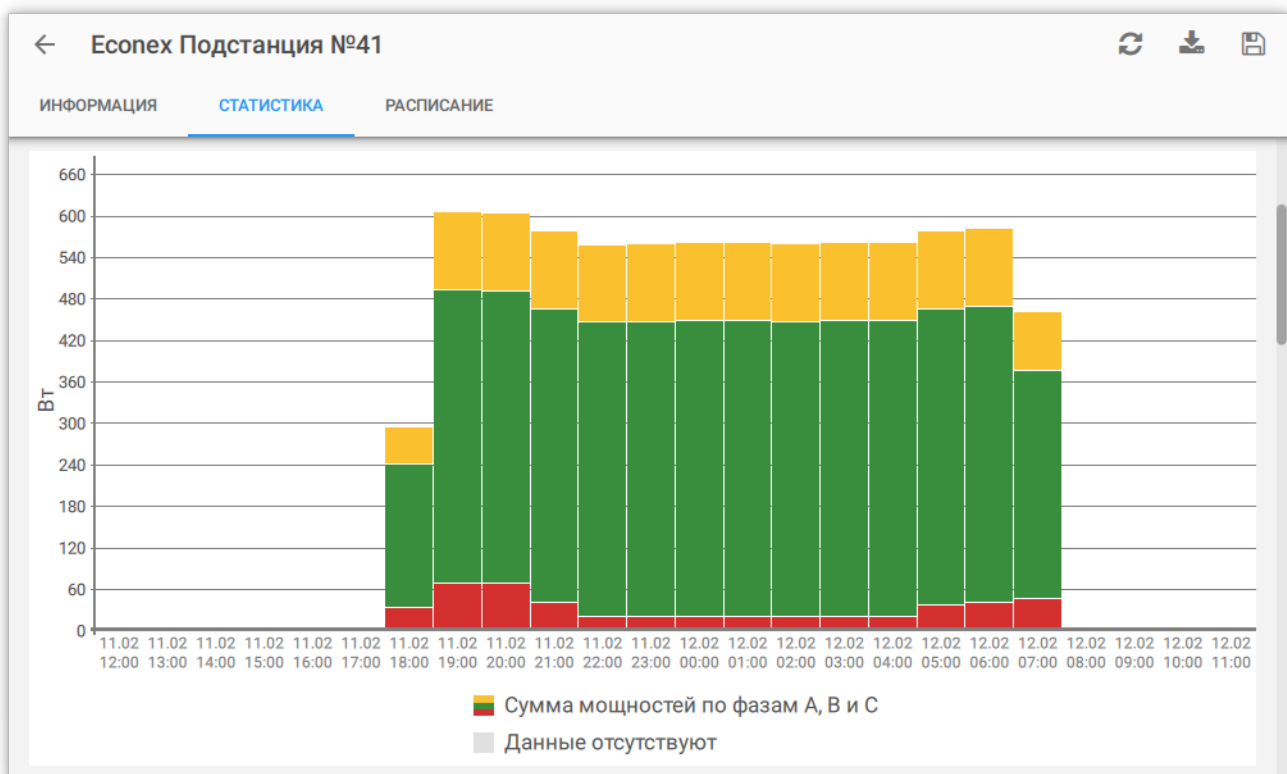 Econex Подстанция №41
ИНФОРМАЦИЯ СТАТИСТИКА РАСПИСАНИЕ
660
600
540
480
420
360
300
240
180
120
60
0
Вт
11.02 11.02 11.02 11.02 11.02 11.02 11.02 11.02 11.02 11.02 11.02 11.02 12.02 12.02 12.02 12.02 12.02 12.02 12.02 12.02 12.02 12.02 12.02 12.02
12:00 13:00 14:00 15:00 16:00 17:00 18:00 19:00 20:00 21:00 22:00 23:00 00:00 01:00 02:00 03:00 04:00 05:00 06:00 07:00 08:00 09:00 10:00 11:00
Сумма мощностей по фазам A, B и C
Данные отсутствуют